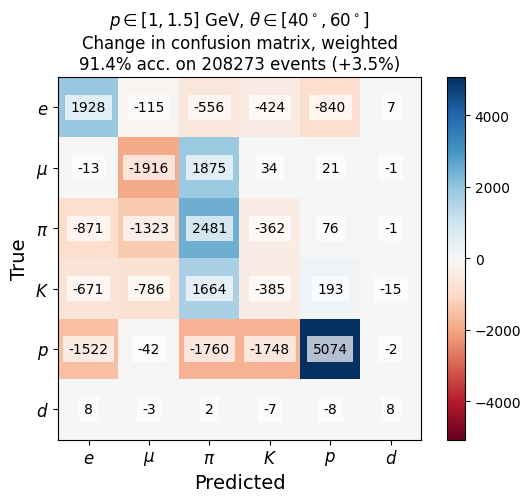 p ∈ [1, 1.5] GeV, θ ∈ [40°, 60°]
Change in confusion matrix, weighted
91.4% acc. on 208273 events (+3.5%)
e 1928 -115 -556 -424 -840 7
μ -13 -1916 1875 34 21 -1
π -871 -1323 2481 -362 76 -1
K -671 -786 1664 -385 193 -15
p -1522 -42 -1760 -1748 5074 -2
d 8 -3 2 -7 -8 8
e μ π K p d
Predicted
True
4000
2000
0
−2000
−4000